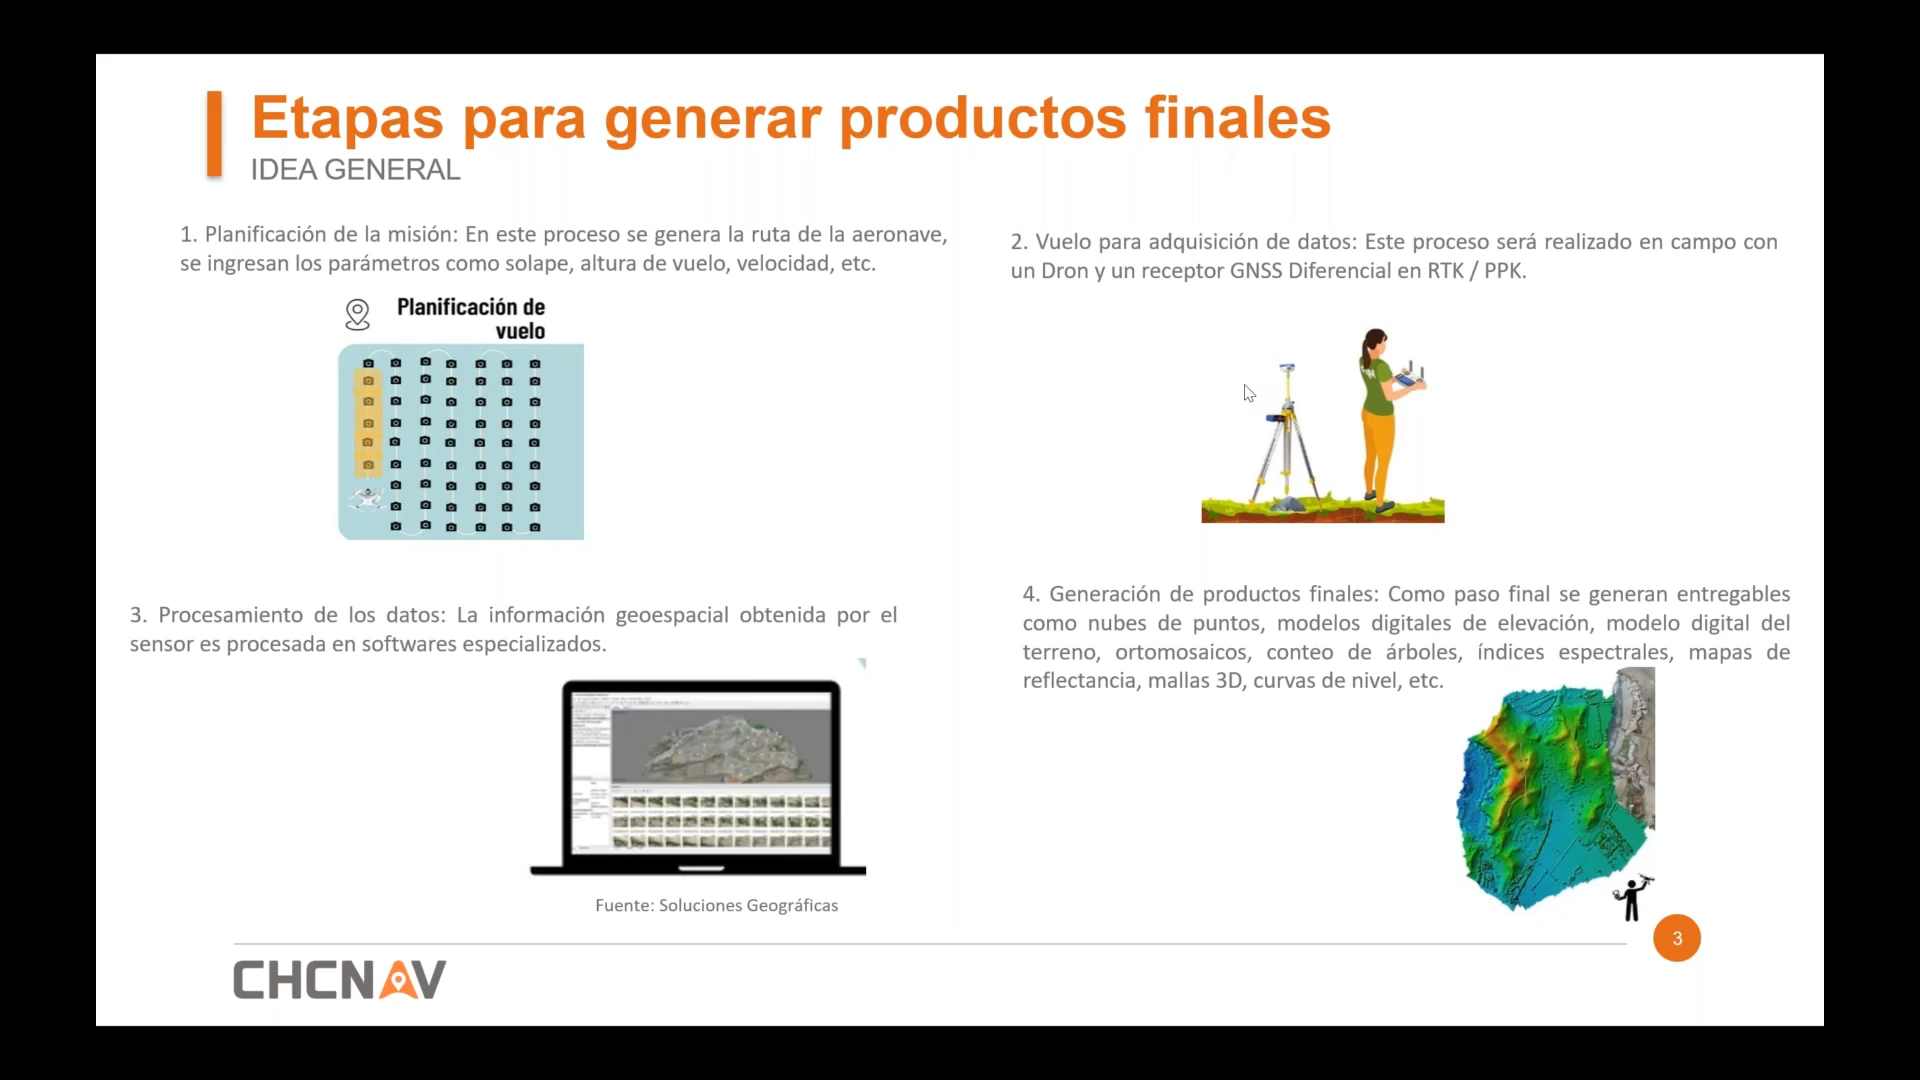 Etapas para generar productos finales
IDEA GENERAL
1. Planificación de la misión: En este proceso se genera la ruta de la aeronave,
se ingresan los parámetros como solape, altura de vuelo, velocidad, etc.
Planificación de
vuelo
2. Vuelo para adquisición de datos: Este proceso será realizado en campo con
un Dron y un receptor GNSS Diferencial en RTK / PPK.
3. Procesamiento de los datos: La información geoespacial obtenida por el
sensor es procesada en softwares especializados.
Fuente: Soluciones Geográficas
4. Generación de productos finales: Como paso final se generan entregables
como nubes de puntos, modelos digitales de elevación, modelo digital del
terreno, ortomosaicos, conteo de árboles, índices espectrales, mapas de
reflectancia, mallas 3D, curvas de nivel, etc.
3
CHCNAV